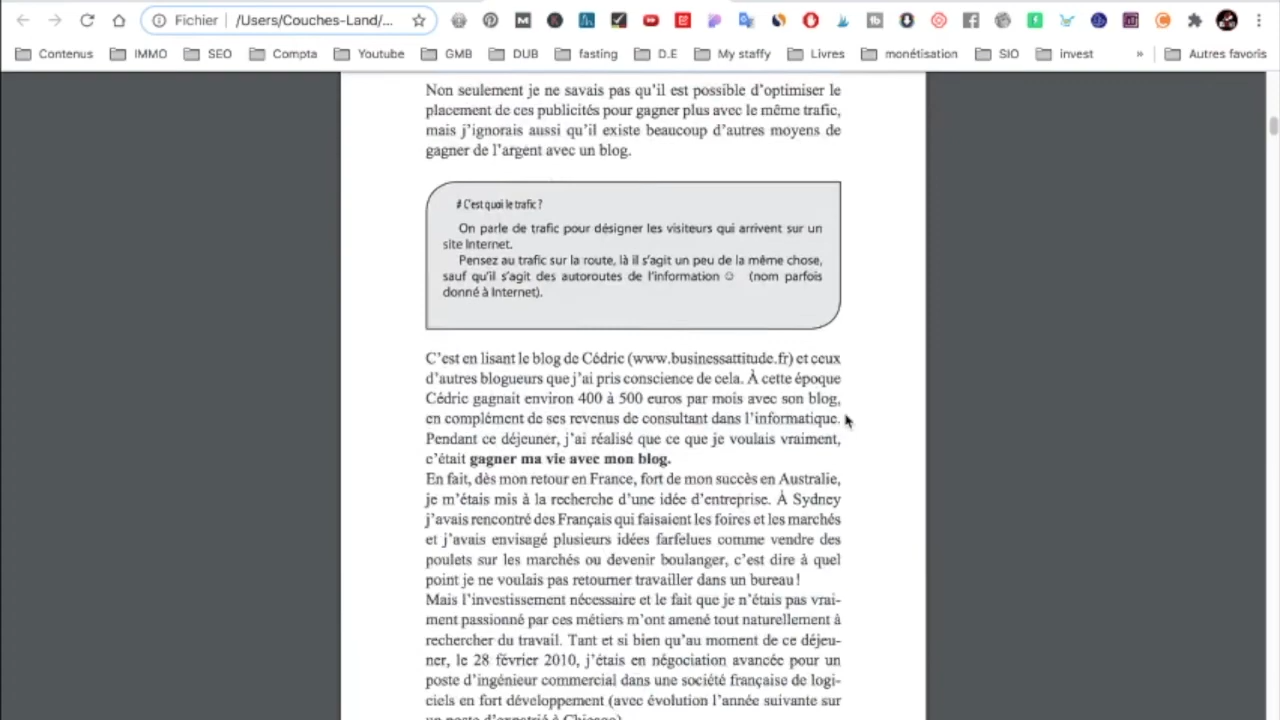 Fichier
/Users/Couches-Land/...
Contenus
IMMO
SEO
Compta
Youtube
GMB
DUB
fasting
D.E
My staffy
Livres
monétisation
SIO
invest
»
Autres favoris
Non seulement je ne savais pas qu'il est possible d'optimiser le
placement de ces publicités pour gagner plus avec le même trafic,
mais j'ignorais aussi qu'il existe beaucoup d'autres moyens de
gagner de l'argent avec un blog.
# C'est quoi le trafic ?
On parle de trafic pour désigner les visiteurs qui arrivent sur un
site Internet.
Pensez au trafic sur la route, là il s'agit un peu de la même chose,
sauf qu'il s'agit des autoroutes de l'information ☺ (nom parfois
donné à Internet).
C'est en lisant le blog de Cédric (www.businessattitude.fr) et ceux
d'autres blogueurs que j'ai pris conscience de cela. À cette époque
Cédric gagnait environ 400 à 500 euros par mois avec son blog,
en complément de ses revenus de consultant dans l'informatique.
Pendant ce déjeuner, j'ai réalisé que ce que je voulais vraiment,
c'était gagner ma vie avec mon blog.
En fait, dès mon retour en France, fort de mon succès en Australie,
je m'étais mis à la recherche d'une idée d'entreprise. À Sydney
j'avais rencontré des Français qui faisaient les foires et les marchés
et j'avais envisagé plusieurs idées farfelues comme vendre des
poulets sur les marchés ou devenir boulanger, c'est dire à quel
point je ne voulais pas retourner travailler dans un bureau !
Mais l'investissement nécessaire et le fait que je n'étais pas vrai-
ment passionné par ces métiers m'ont amené tout naturellement à
rechercher du travail. Tant et si bien qu'au moment de ce déjeu-
ner, le 28 février 2010, j'étais en négociation avancée pour un
poste d'ingénieur commercial dans une société française de logi-
ciels en fort développement (avec évolution l'année suivante sur
un poste d'expatrié à Chicago).